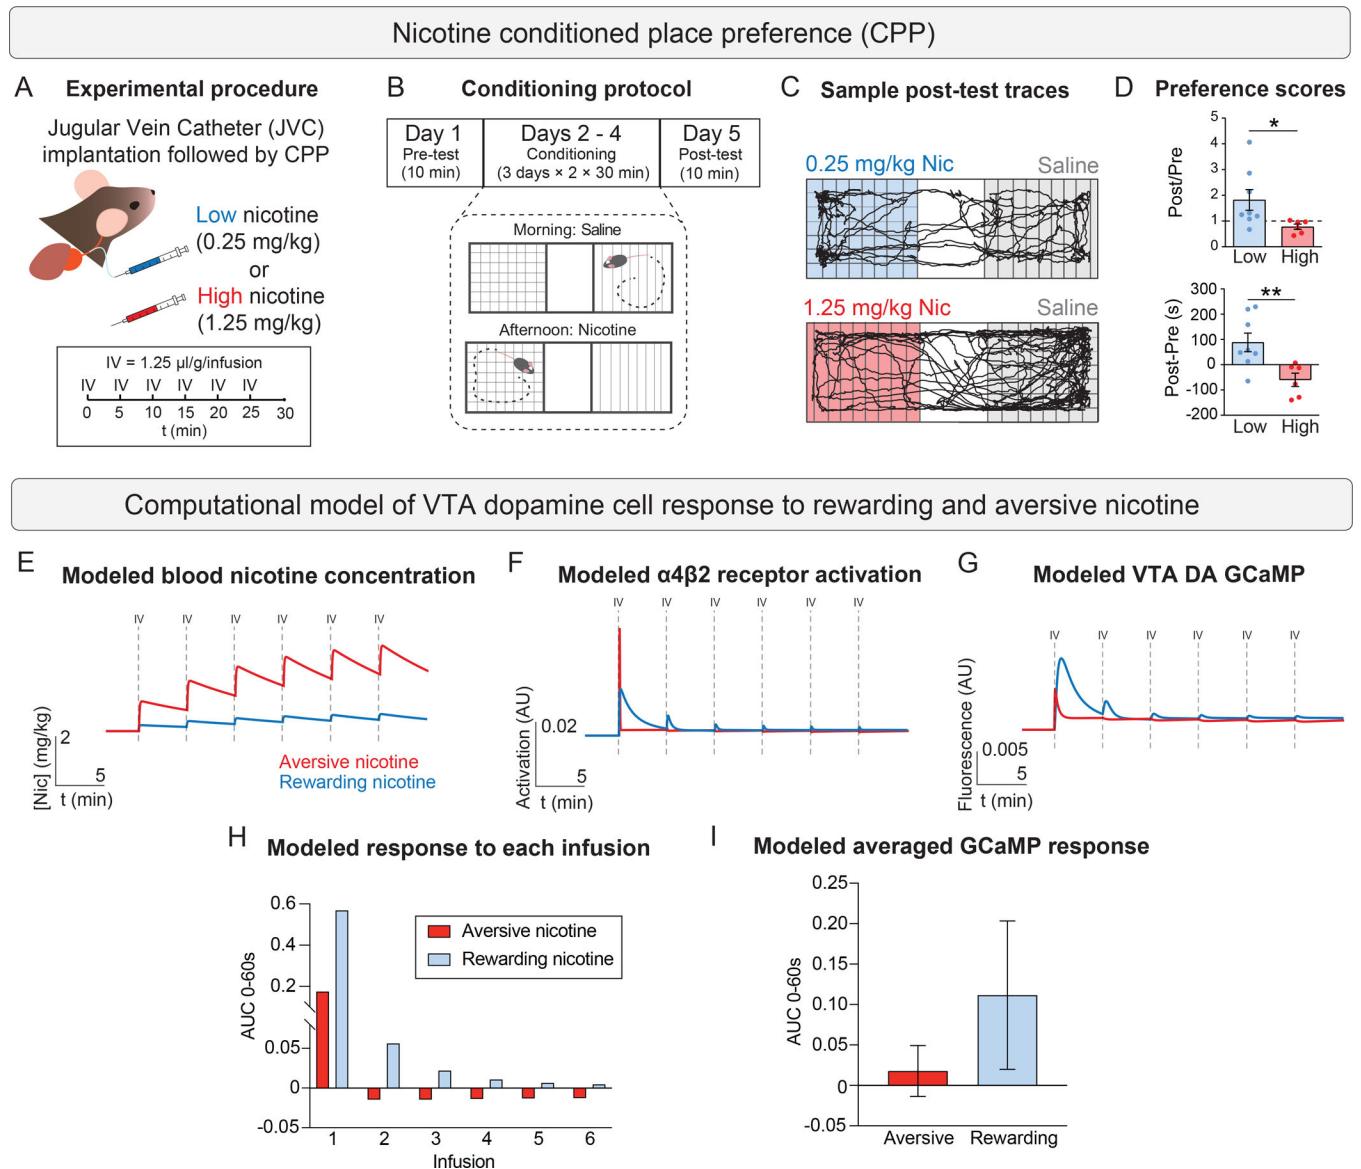 Nicotine conditioned place preference (CPP)
A
Experimental procedure
Jugular Vein Catheter (JVC)
implantation followed by CPP
Low nicotine
(0.25 mg/kg)
or
High nicotine
(1.25 mg/kg)
IV = 1.25 µl/g/infusion
IV IV IV IV IV IV
0 5 10 15 20 25 30
t (min)
B
Conditioning protocol
Day 1
Pre-test
(10 min)
Days 2 - 4
Conditioning
(3 days × 2 × 30 min)
Day 5
Post-test
(10 min)
Morning: Saline
Afternoon: Nicotine
C
Sample post-test traces
0.25 mg/kg Nic
Saline
1.25 mg/kg Nic
Saline
D
Preference scores
Post/Pre
5
4
3
2
1
0
*
Low High
Post-Pre (s)
300
200
100
0
-100
-200
**
Low High
Computational model of VTA dopamine cell response to rewarding and aversive nicotine
E
Modeled blood nicotine concentration
IV IV IV IV IV IV
[Nic] (mg/kg)
2
5
t (min)
Aversive nicotine
Rewarding nicotine
F
Modeled α4β2 receptor activation
IV IV IV IV IV IV
Activation (AU)
0.02
5
t (min)
G
Modeled VTA DA GCaMP
IV IV IV IV IV IV
Fluorescence (AU)
0.005
5
t (min)
H
Modeled response to each infusion
AUC 0-60s
0.6
0.4
0.2
0.05
0
-0.05
Aversive nicotine
Rewarding nicotine
1 2 3 4 5 6
Infusion
I
Modeled averaged GCaMP response
AUC 0-60s
0.25
0.20
0.15
0.10
0.05
0
-0.05
Aversive Rewarding